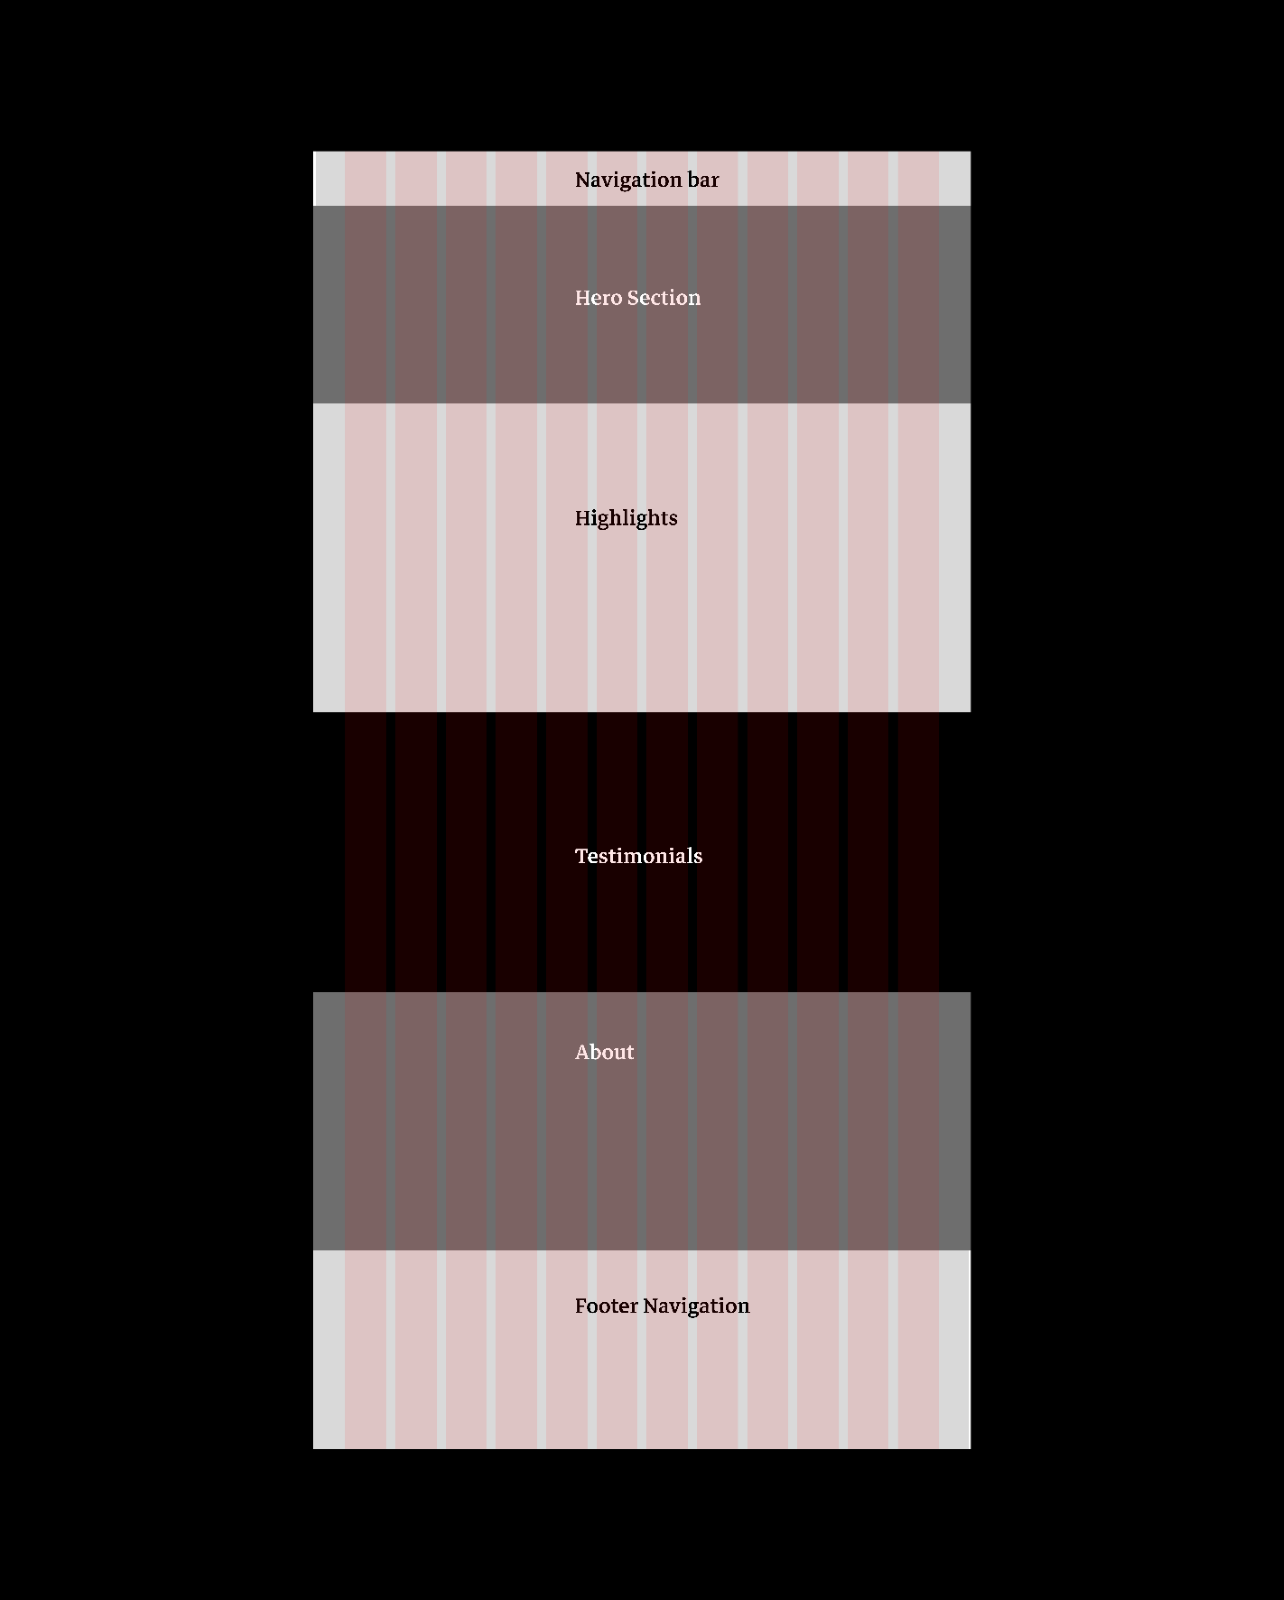 Navigation bar
Hero Section
Highlights
Testimonials
About
Footer Navigation